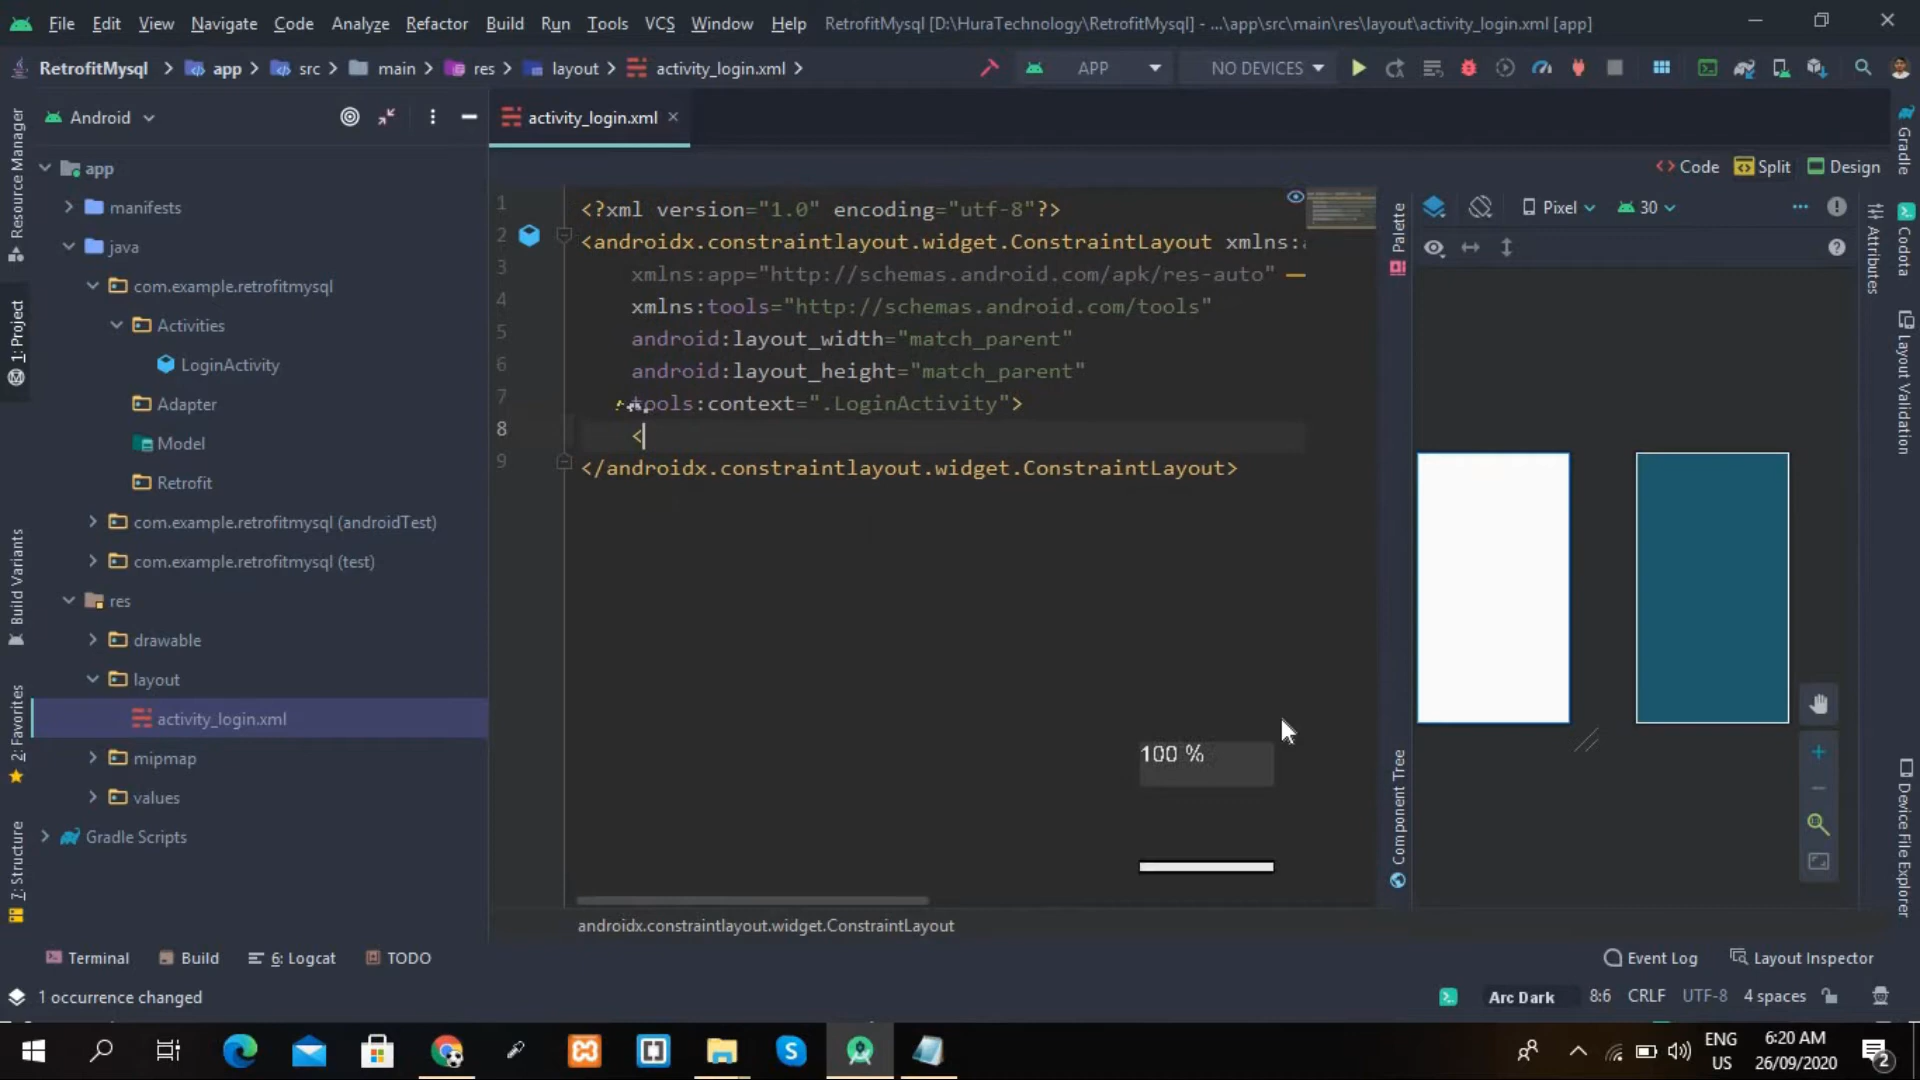 File Edit View Navigate Code Analyze Refactor Build Run Tools VCS Window Help RetrofitMysql [D:\HuraTechnology\RetrofitMysql] - ...\app\src\main\res\layout\activity_login.xml [app]
RetrofitMysql app src main res layout activity_login.xml APP NO DEVICES
Android
activity_login.xml
Code Split Design
Resource Manager
1: Project
Build Variants
2: Favorites
7: Structure
app
manifests
java
com.example.retrofitmysql
Activities
LoginActivity
Adapter
Model
Retrofit
com.example.retrofitmysql (androidTest)
com.example.retrofitmysql (test)
res
drawable
layout
activity_login.xml
mipmap
values
Gradle Scripts
1 <?xml version="1.0" encoding="utf-8"?>
2 <androidx.constraintlayout.widget.ConstraintLayout xmlns:
3 xmlns:app="http://schemas.android.com/apk/res-auto"
4 xmlns:tools="http://schemas.android.com/tools"
5 android:layout_width="match_parent"
6 android:layout_height="match_parent"
7 tools:context=".LoginActivity">
8 <
9 </androidx.constraintlayout.widget.ConstraintLayout>
100 %
androidx.constraintlayout.widget.ConstraintLayout
Palette
Component Tree
Pixel 30
Attributes
Gradle
Codota
Layout Validation
Device File Explorer
Terminal Build 6: Logcat TODO Event Log Layout Inspector
1 occurrence changed Arc Dark 8:6 CRLF UTF-8 4 spaces
ENG 6:20 AM
US 26/09/2020 2